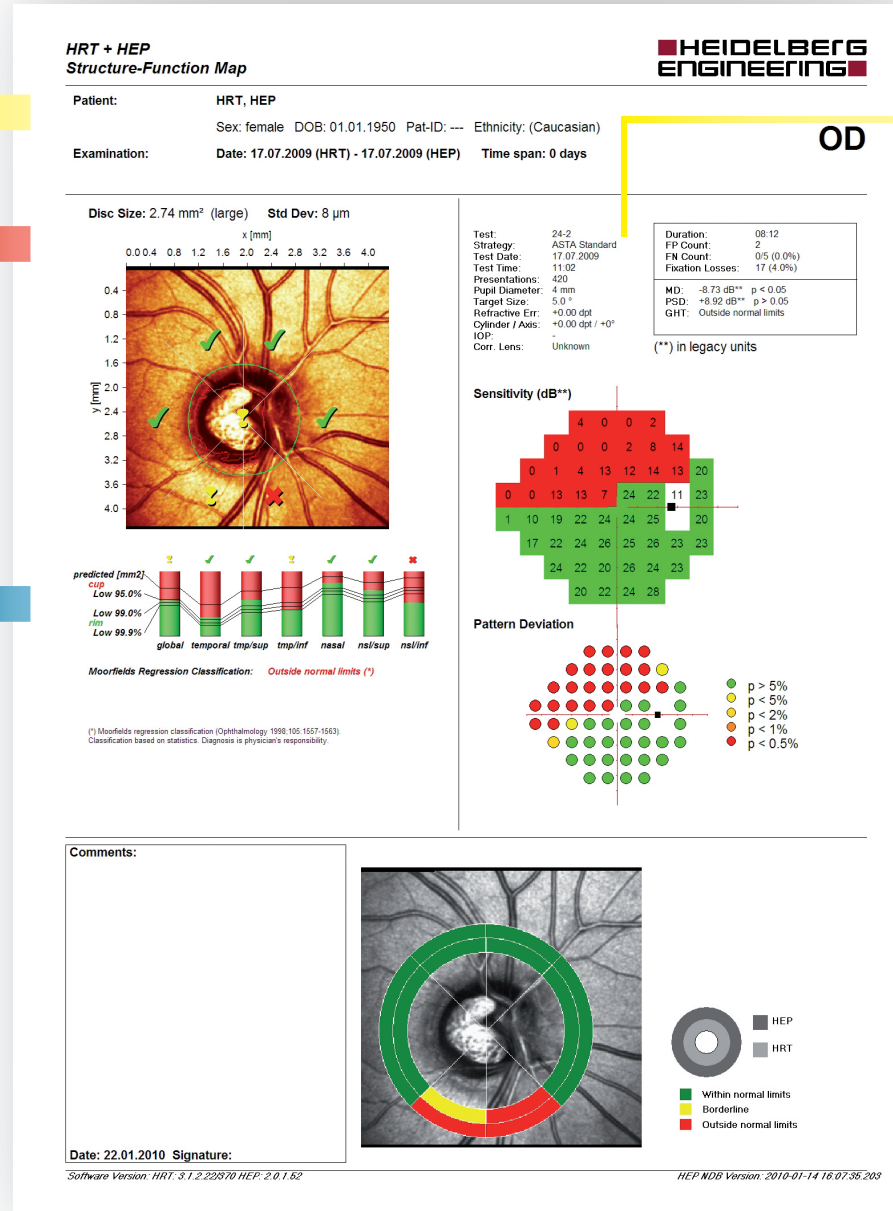 HRT + HEP
Structure-Function Map
HEIDELBERG
ENGINEERING
Patient: HRT, HEP
Sex: female DOB: 01.01.1950 Pat-ID: --- Ethnicity: (Caucasian)
OD
Examination: Date: 17.07.2009 (HRT) - 17.07.2009 (HEP) Time span: 0 days
Disc Size: 2.74 mm² (large) Std Dev: 8 µm
x [mm]
0.0 0.4 0.8 1.2 1.6 2.0 2.4 2.8 3.2 3.6 4.0
y [mm]
0.4
0.8
1.2
1.6
2.0
2.4
2.8
3.2
3.6
4.0
predicted [mm2]
cup
Low 95.0%
Low 99.0%
rim
Low 99.9%
global temporal tmp/sup tmp/inf nasal nsl/sup nsl/inf
Moorfields Regression Classification: Outside normal limits (*)
(*) Moorfields regression classification (Ophthalmology 1998;105:1557-1563).
Classification based on statistics. Diagnosis is physician's responsibility.
Test: 24-2
Strategy: ASTA Standard
Test Date: 17.07.2009
Test Time: 11:02
Presentations: 420
Pupil Diameter: 4 mm
Target Size: 5.0 °
Refractive Err: +0.00 dpt
Cylinder / Axis: +0.00 dpt / +0°
IOP: -
Corr. Lens: Unknown
Duration: 08:12
FP Count: 2
FN Count: 0/5 (0.0%)
Fixation Losses: 17 (4.0%)
MD: -8.73 dB** p < 0.05
PSD: +8.92 dB** p > 0.05
GHT: Outside normal limits
(**) in legacy units
Sensitivity (dB**)
4 0 0 2
0 0 0 2 8 14
0 1 4 13 12 14 13 20
0 0 13 13 7 24 22 11 23
1 10 19 22 24 24 25 20
17 22 24 26 25 26 23 23
24 22 20 26 24 23
20 22 24 28
Pattern Deviation
p > 5%
p < 5%
p < 2%
p < 1%
p < 0.5%
Comments:
Date: 22.01.2010 Signature:
HEP
HRT
Within normal limits
Borderline
Outside normal limits
Software Version: HRT: 3.1.2.22/370 HEP: 2.0.1.52
HEP NDB Version: 2010-01-14 16:07:35.203